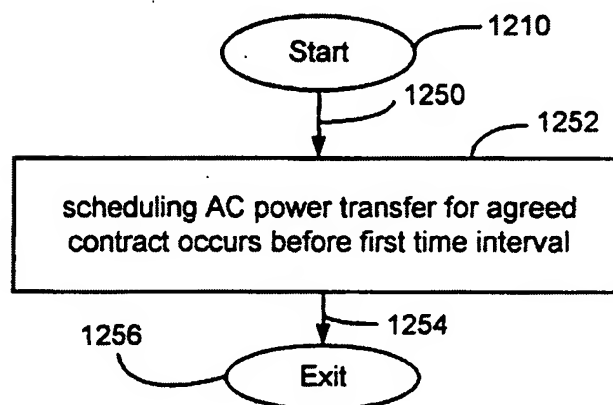 Start
1210
1250
1252
scheduling AC power transfer for agreed
contract occurs before first time interval
1254
1256
Exit